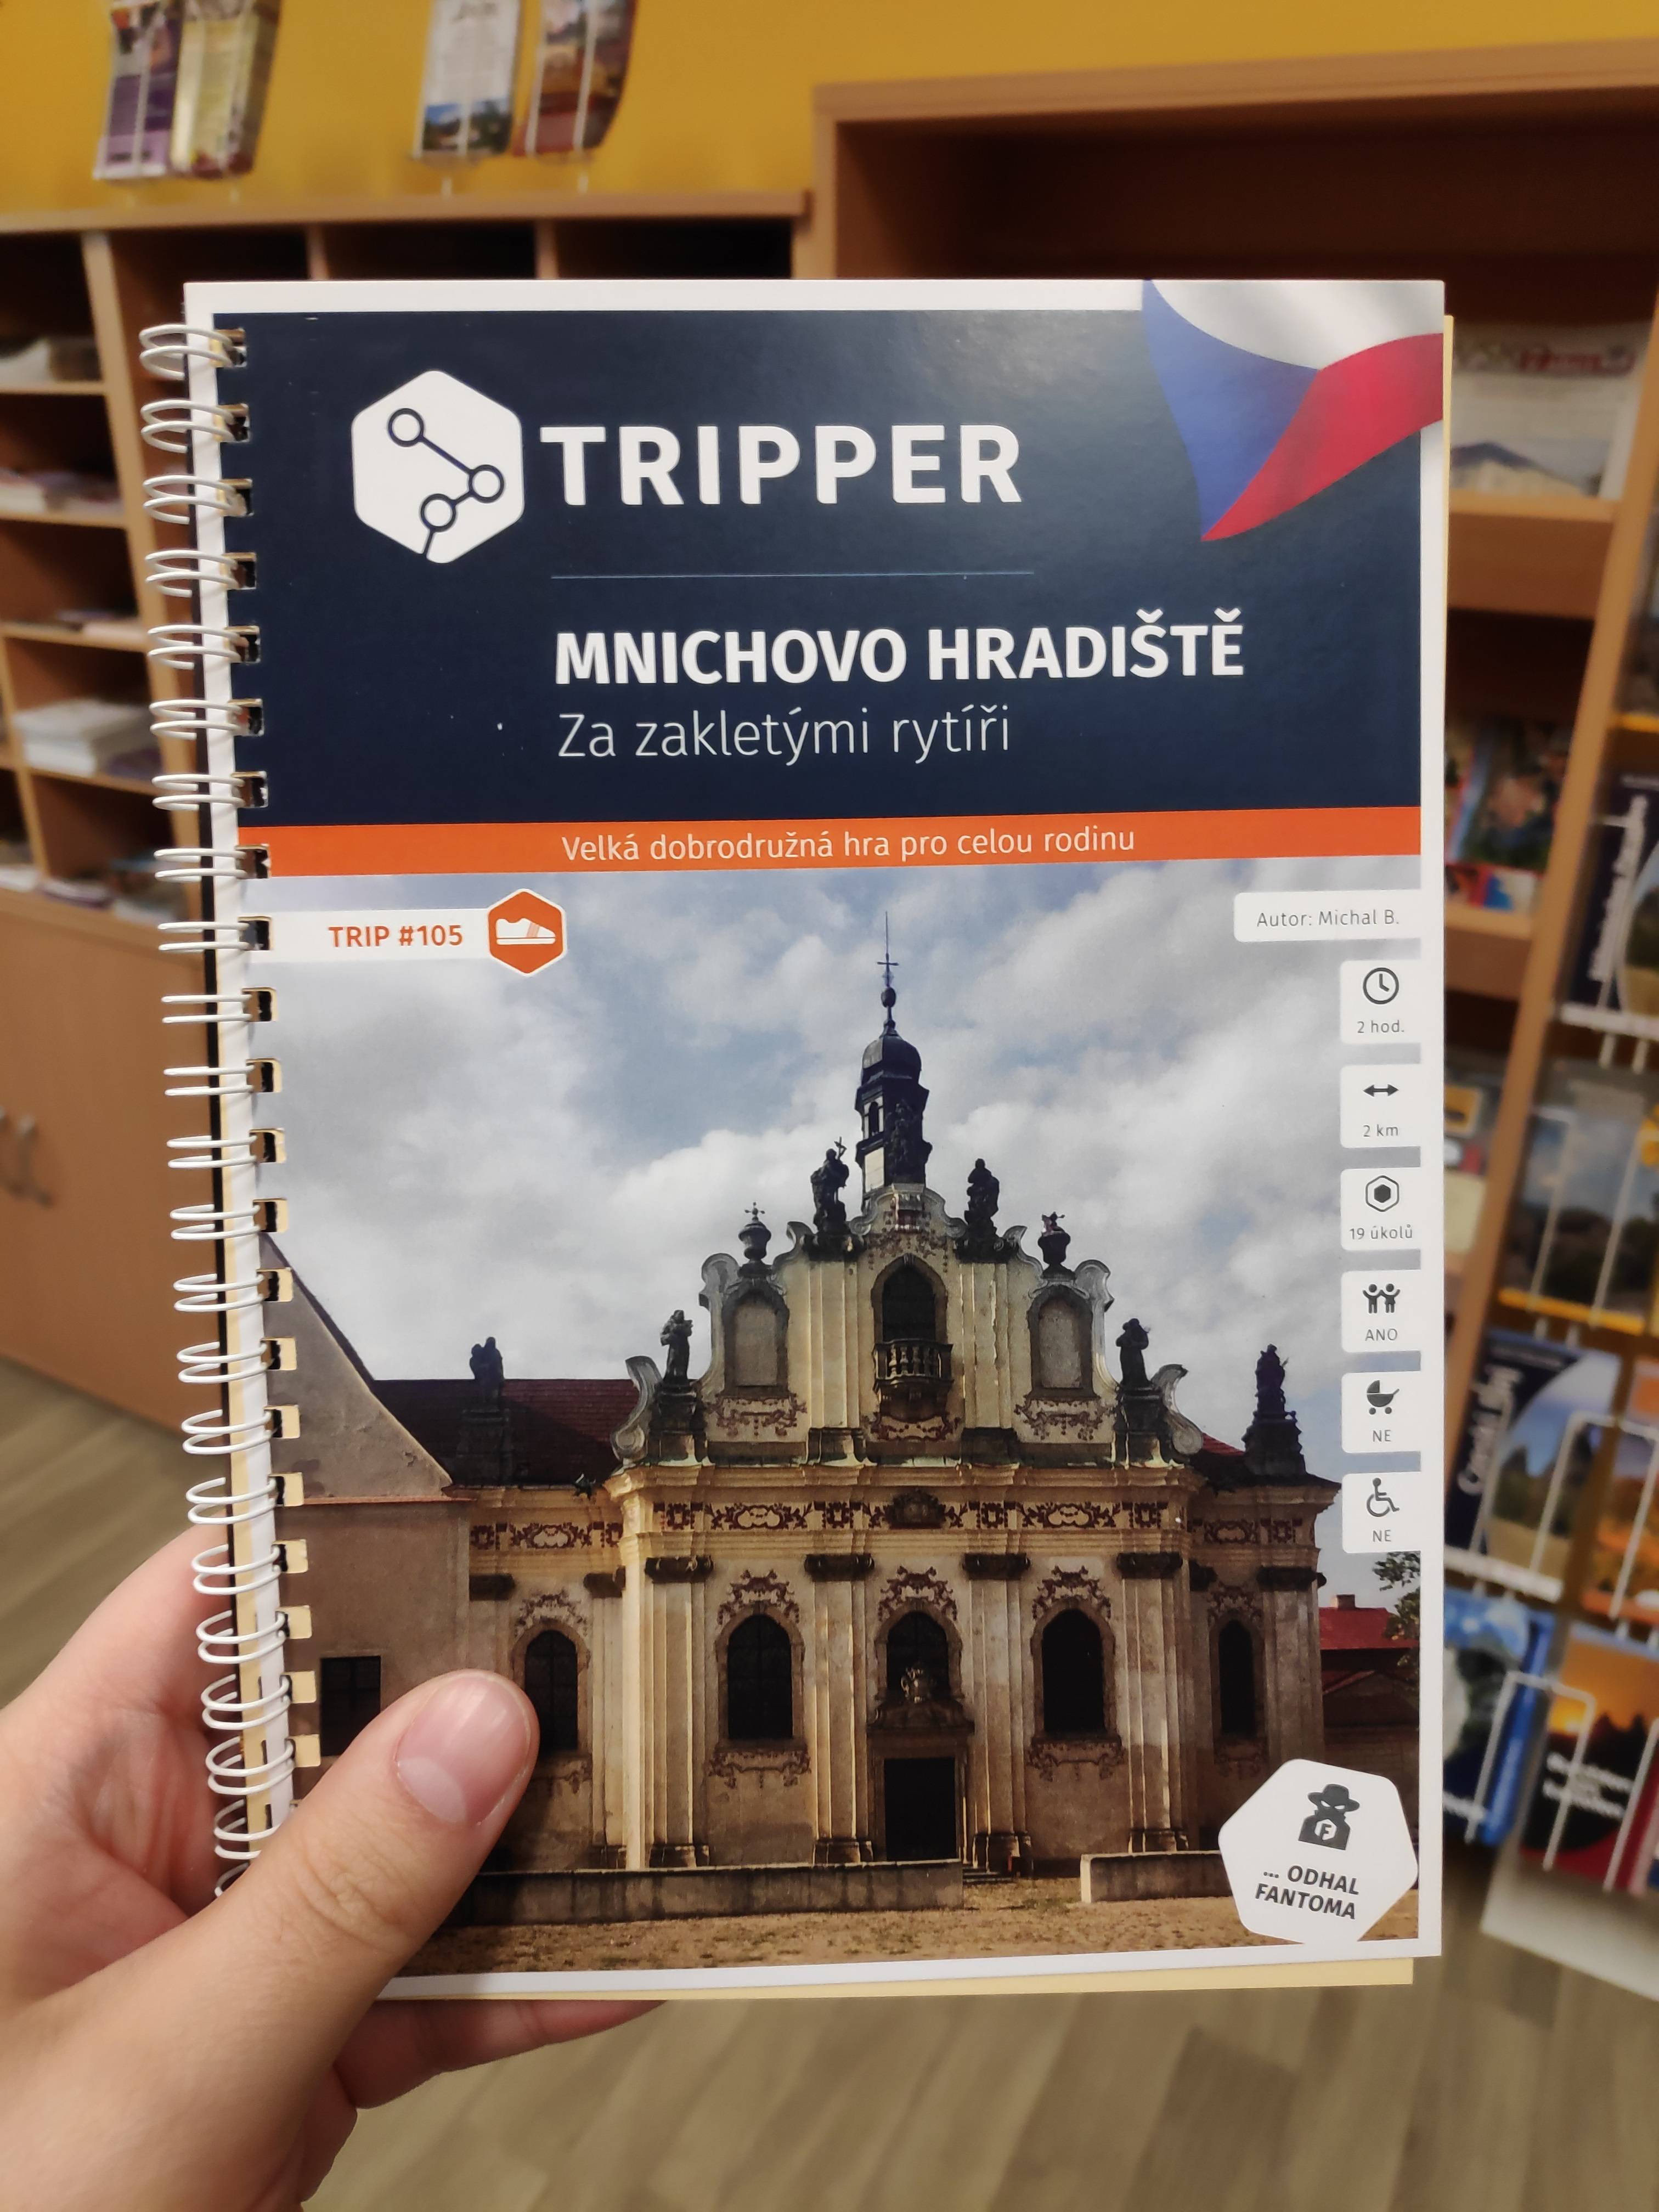 TRIPPER
MNICHOVO HRADIŠTĚ
Za zakletými rytíři
Velká dobrodružná hra pro celou rodinu
TRIP #105
Autor: Michal B.
2 hod.
2 km
19 úkolů
ANO
NE
NE
F
... ODHAL
FANTOMA